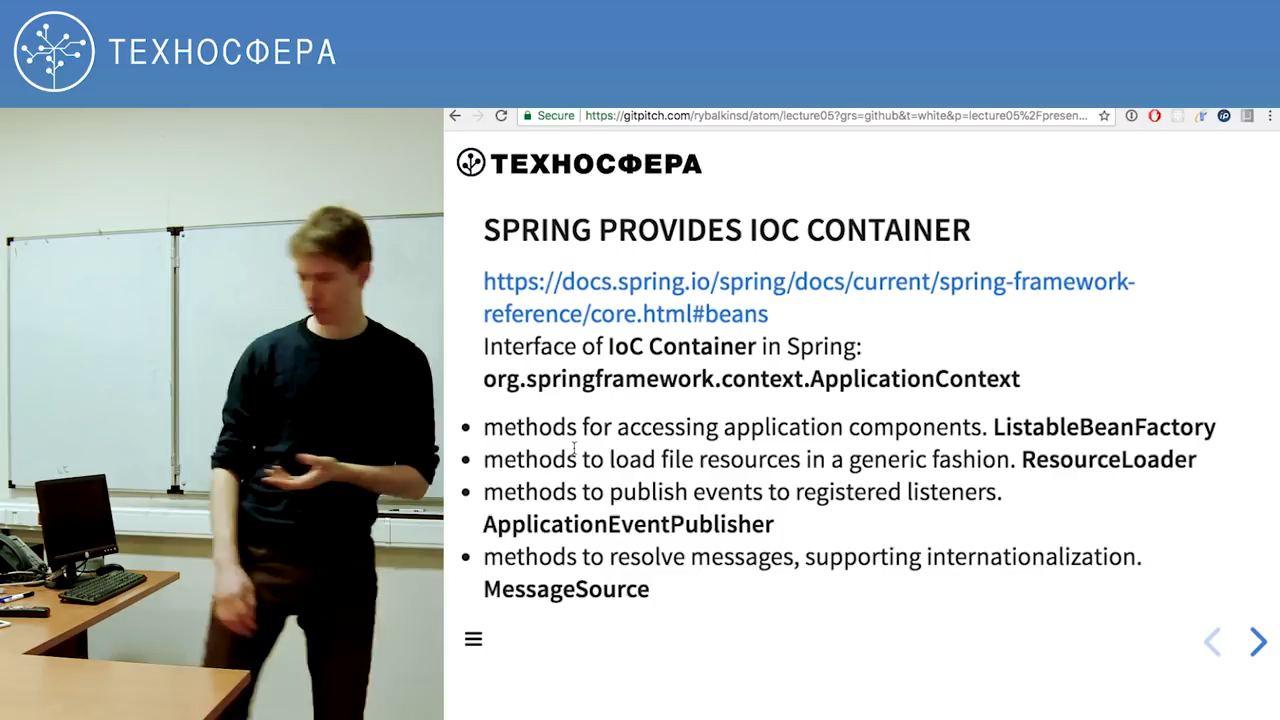 ТЕХНОСФЕРА
Secure
https://gitpitch.com/rybalkinsd/atom/lecture05?grs=github&t=white&p=lecture05%2Fpresen...
ТЕХНОСФЕРА
SPRING PROVIDES IOC CONTAINER
https://docs.spring.io/spring/docs/current/spring-framework-
reference/core.html#beans
Interface of IoC Container in Spring:
org.springframework.context.ApplicationContext
• methods for accessing application components. ListableBeanFactory
• methods to load file resources in a generic fashion. ResourceLoader
• methods to publish events to registered listeners.
ApplicationEventPublisher
• methods to resolve messages, supporting internationalization.
MessageSource